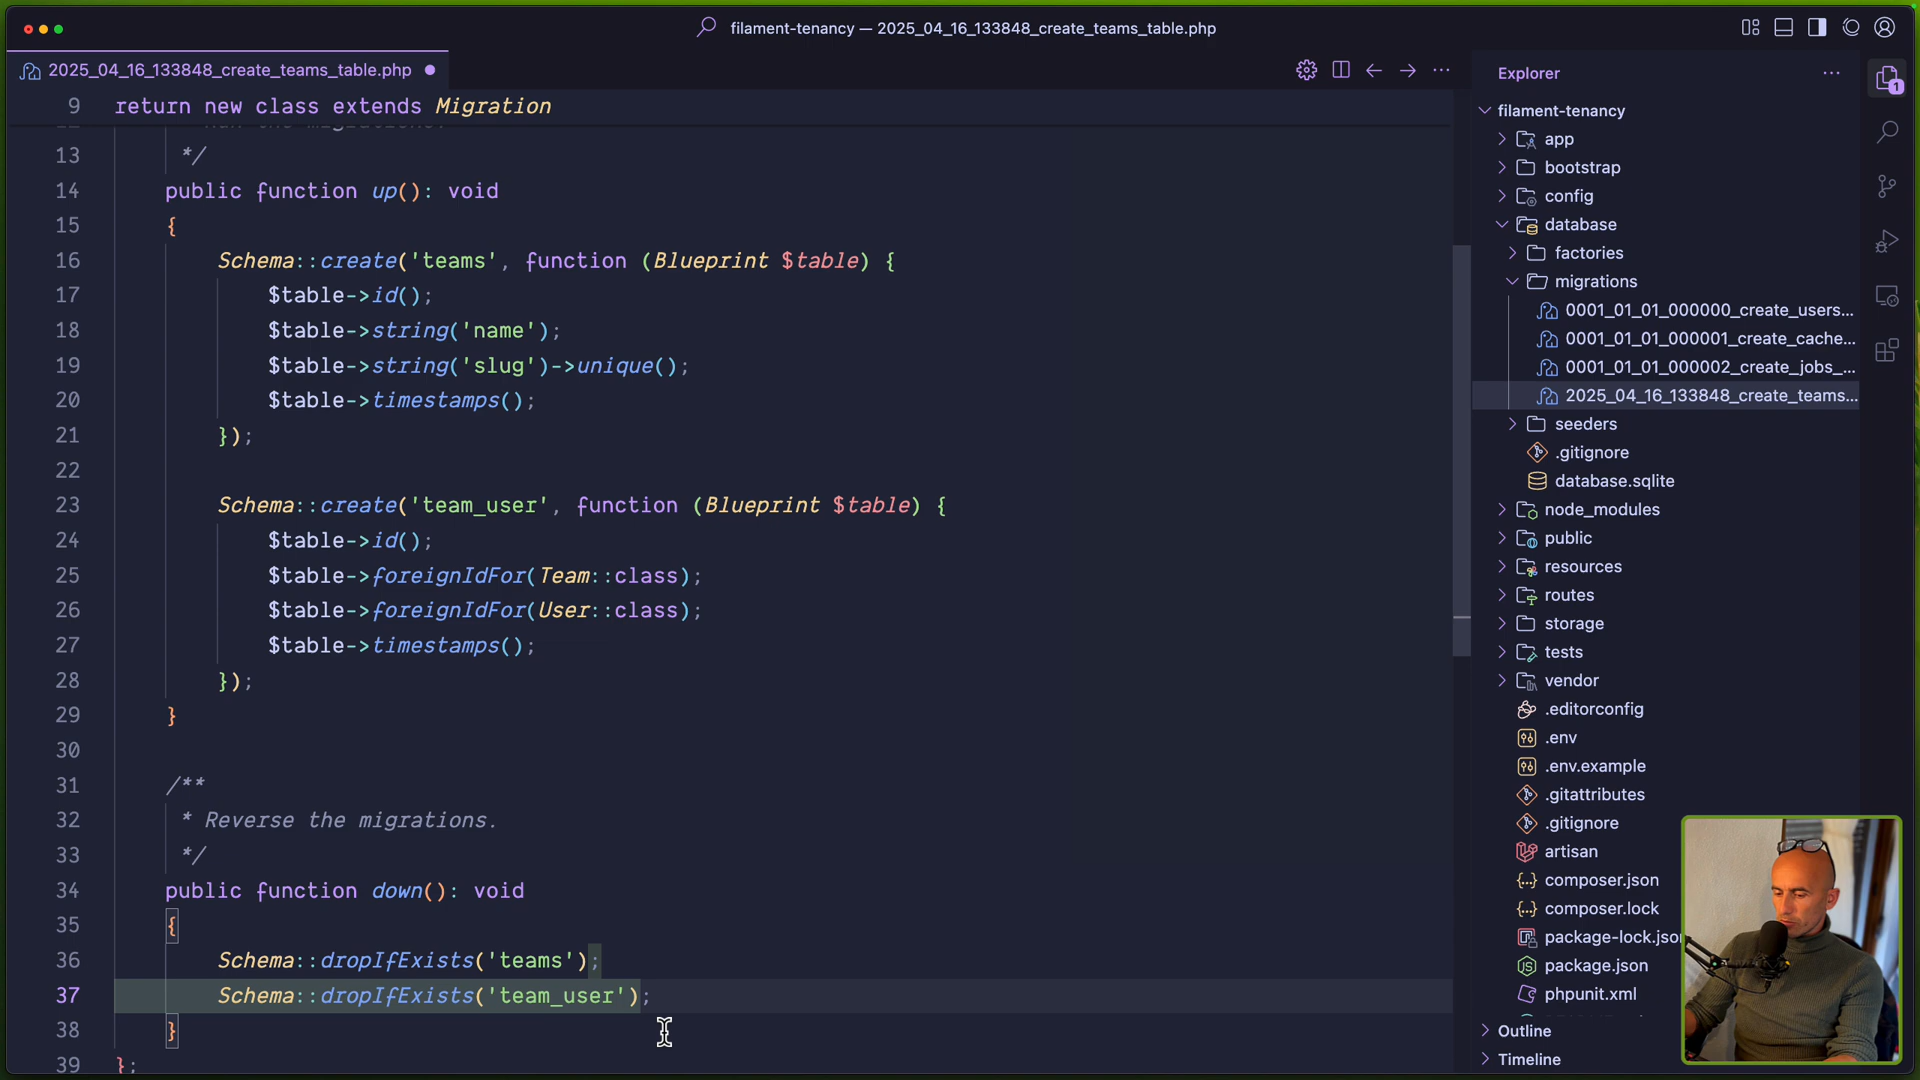 filament-tenancy — 2025_04_16_133848_create_teams_table.php
2025_04_16_133848_create_teams_table.php
9 return new class extends Migration
13 */
14 public function up(): void
15 {
16 Schema::create('teams', function (Blueprint $table) {
17 $table->id();
18 $table->string('name');
19 $table->string('slug')->unique();
20 $table->timestamps();
21 });
22
23 Schema::create('team_user', function (Blueprint $table) {
24 $table->id();
25 $table->foreignIdFor(Team::class);
26 $table->foreignIdFor(User::class);
27 $table->timestamps();
28 });
29 }
30
31 /**
32 * Reverse the migrations.
33 */
34 public function down(): void
35 {
36 Schema::dropIfExists('teams');
37 Schema::dropIfExists('team_user');
38 }
39 };
Explorer
filament-tenancy
app
bootstrap
config
database
factories
migrations
0001_01_01_000000_create_users...
0001_01_01_000001_create_cache...
0001_01_01_000002_create_jobs_...
2025_04_16_133848_create_teams...
seeders
.gitignore
database.sqlite
node_modules
public
resources
routes
storage
tests
vendor
.editorconfig
.env
.env.example
.gitattributes
.gitignore
artisan
composer.json
composer.lock
package-lock.json
package.json
phpunit.xml
Outline
Timeline
1